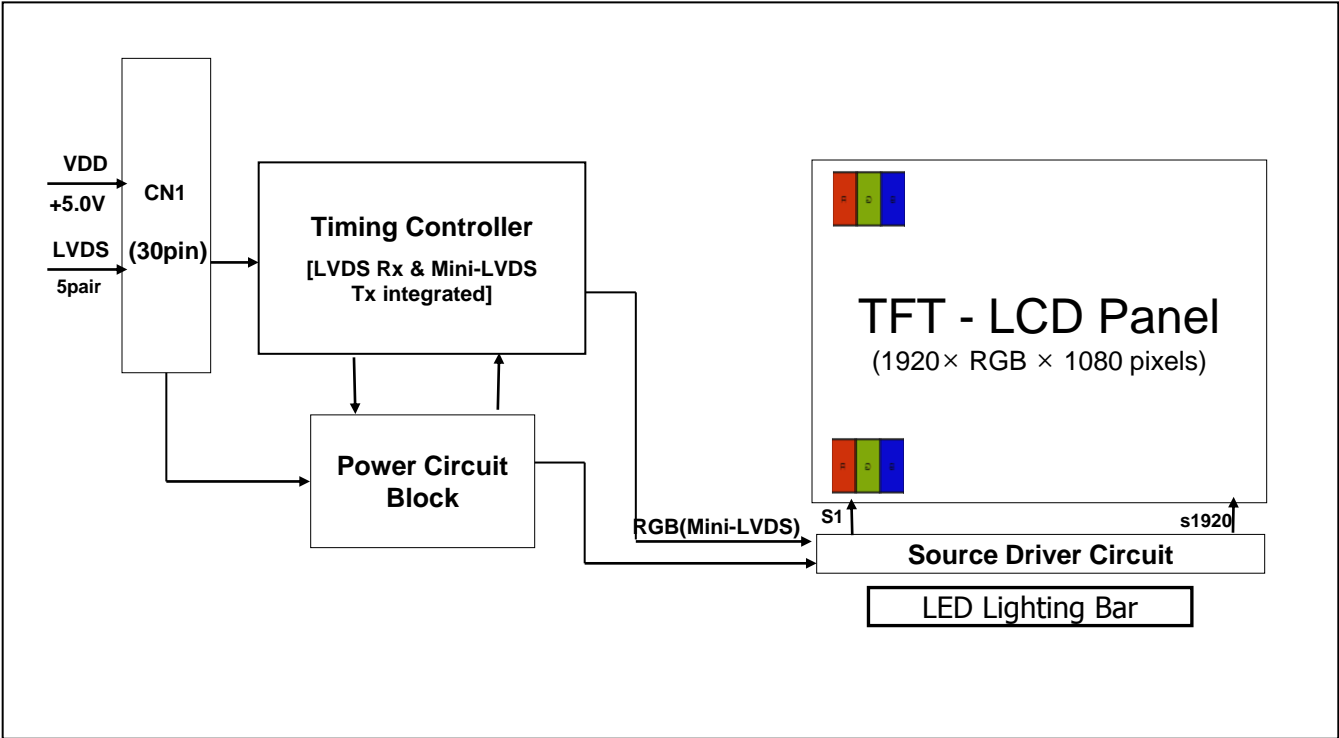 VDD
+5.0V
LVDS
5pair
CN1
(30pin)
Timing Controller
[LVDS Rx & Mini-LVDS
Tx integrated]
Power Circuit
Block
RGB(Mini-LVDS)
TFT - LCD Panel
(1920× RGB × 1080 pixels)
S1
s1920
Source Driver Circuit
LED Lighting Bar